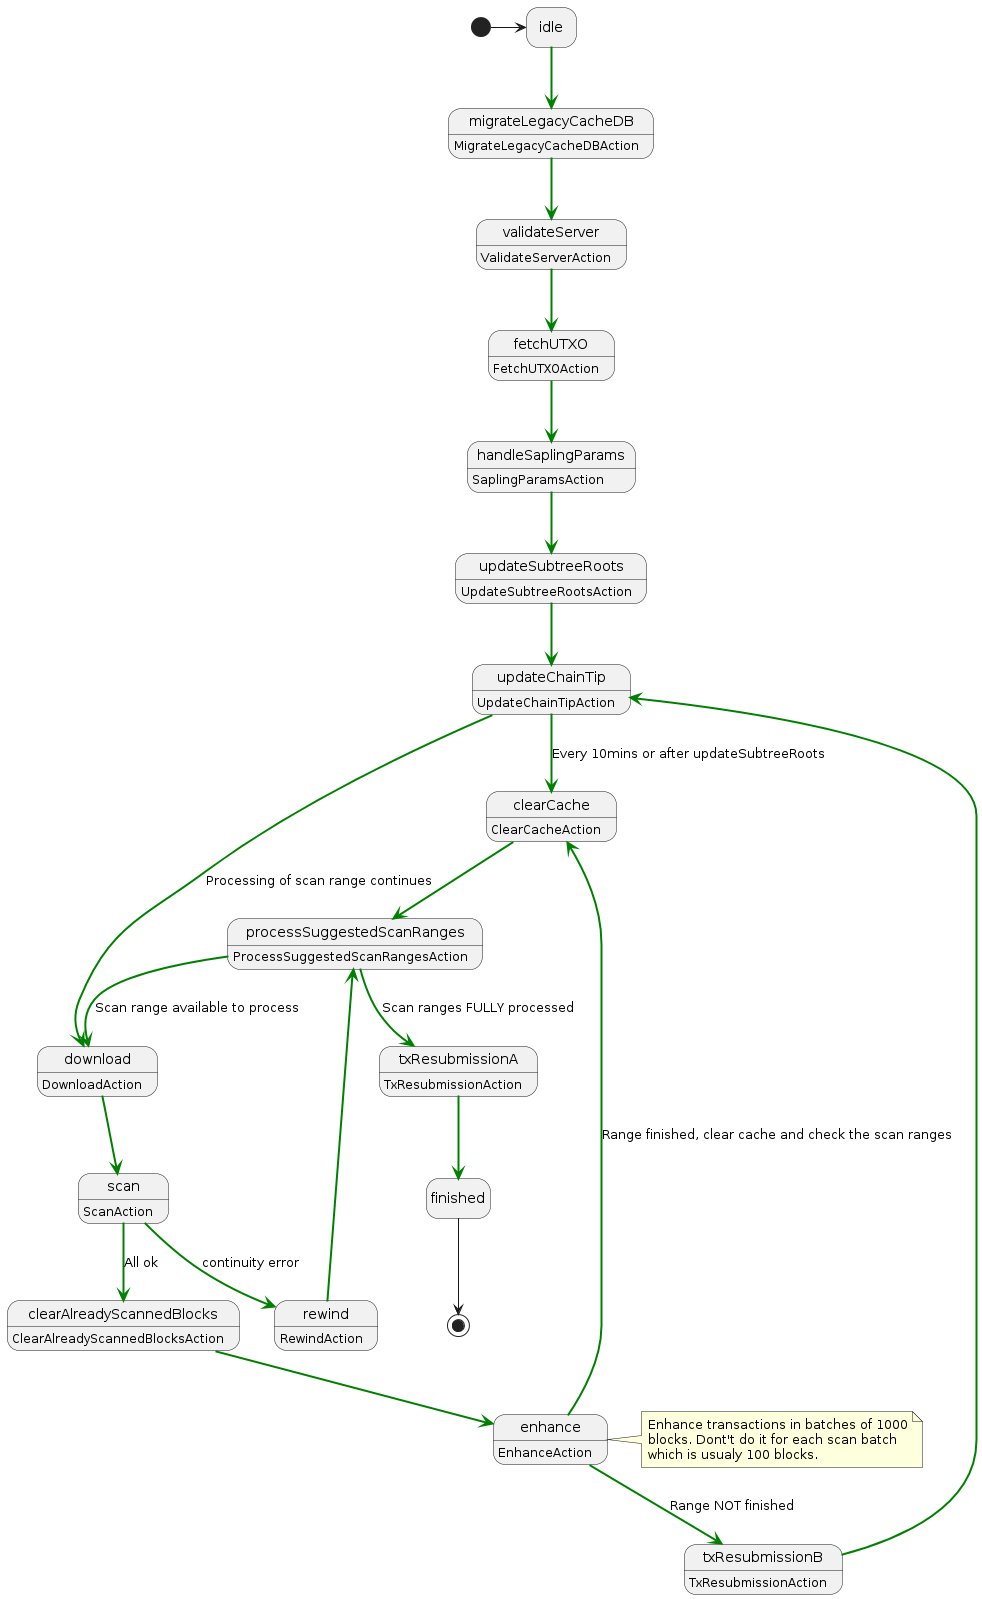 idle
migrateLegacyCacheDB
MigrateLegacyCacheDBAction
validateServer
ValidateServerAction
fetchUTXO
FetchUTXOAction
handleSaplingParams
SaplingParamsAction
updateSubtreeRoots
UpdateSubtreeRootsAction
updateChainTip
UpdateChainTipAction
Every 10mins or after updateSubtreeRoots
clearCache
ClearCacheAction
Processing of scan range continues
processSuggestedScanRanges
ProcessSuggestedScanRangesAction
Scan range available to process
Scan ranges FULLY processed
download
DownloadAction
txResubmissionA
TxResubmissionAction
Range finished, clear cache and check the scan ranges
scan
ScanAction
finished
All ok
continuity error
clearAlreadyScannedBlocks
ClearAlreadyScannedBlocksAction
rewind
RewindAction
enhance
EnhanceAction
Enhance transactions in batches of 1000
blocks. Dont't do it for each scan batch
which is usualy 100 blocks.
Range NOT finished
txResubmissionB
TxResubmissionAction